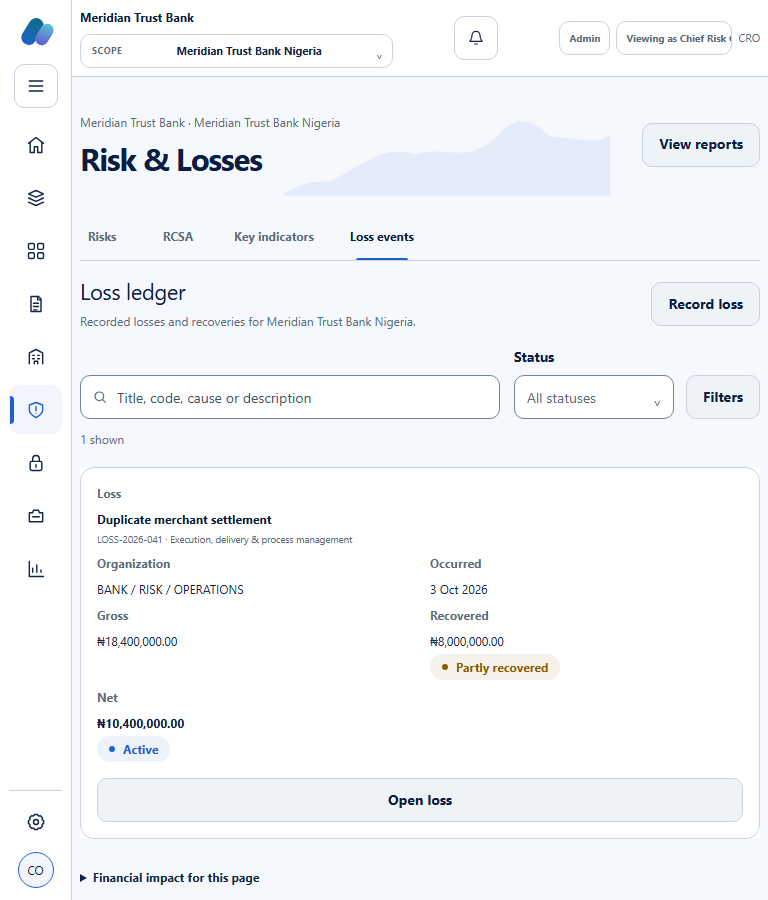 Meridian Trust Bank
SCOPE Meridian Trust Bank Nigeria
Admin
Viewing as Chief Risk
CRO
Meridian Trust Bank · Meridian Trust Bank Nigeria
Risk & Losses
View reports
Risks RCSA Key indicators Loss events
Loss ledger
Record loss
Recorded losses and recoveries for Meridian Trust Bank Nigeria.
Status
Title, code, cause or description
All statuses
Filters
1 shown
Loss
Duplicate merchant settlement
LOSS-2026-041 · Execution, delivery & process management
Organization Occurred
BANK / RISK / OPERATIONS 3 Oct 2026
Gross Recovered
₦18,400,000.00 ₦8,000,000.00
Partly recovered
Net
₦10,400,000.00
Active
Open loss
CO
Financial impact for this page